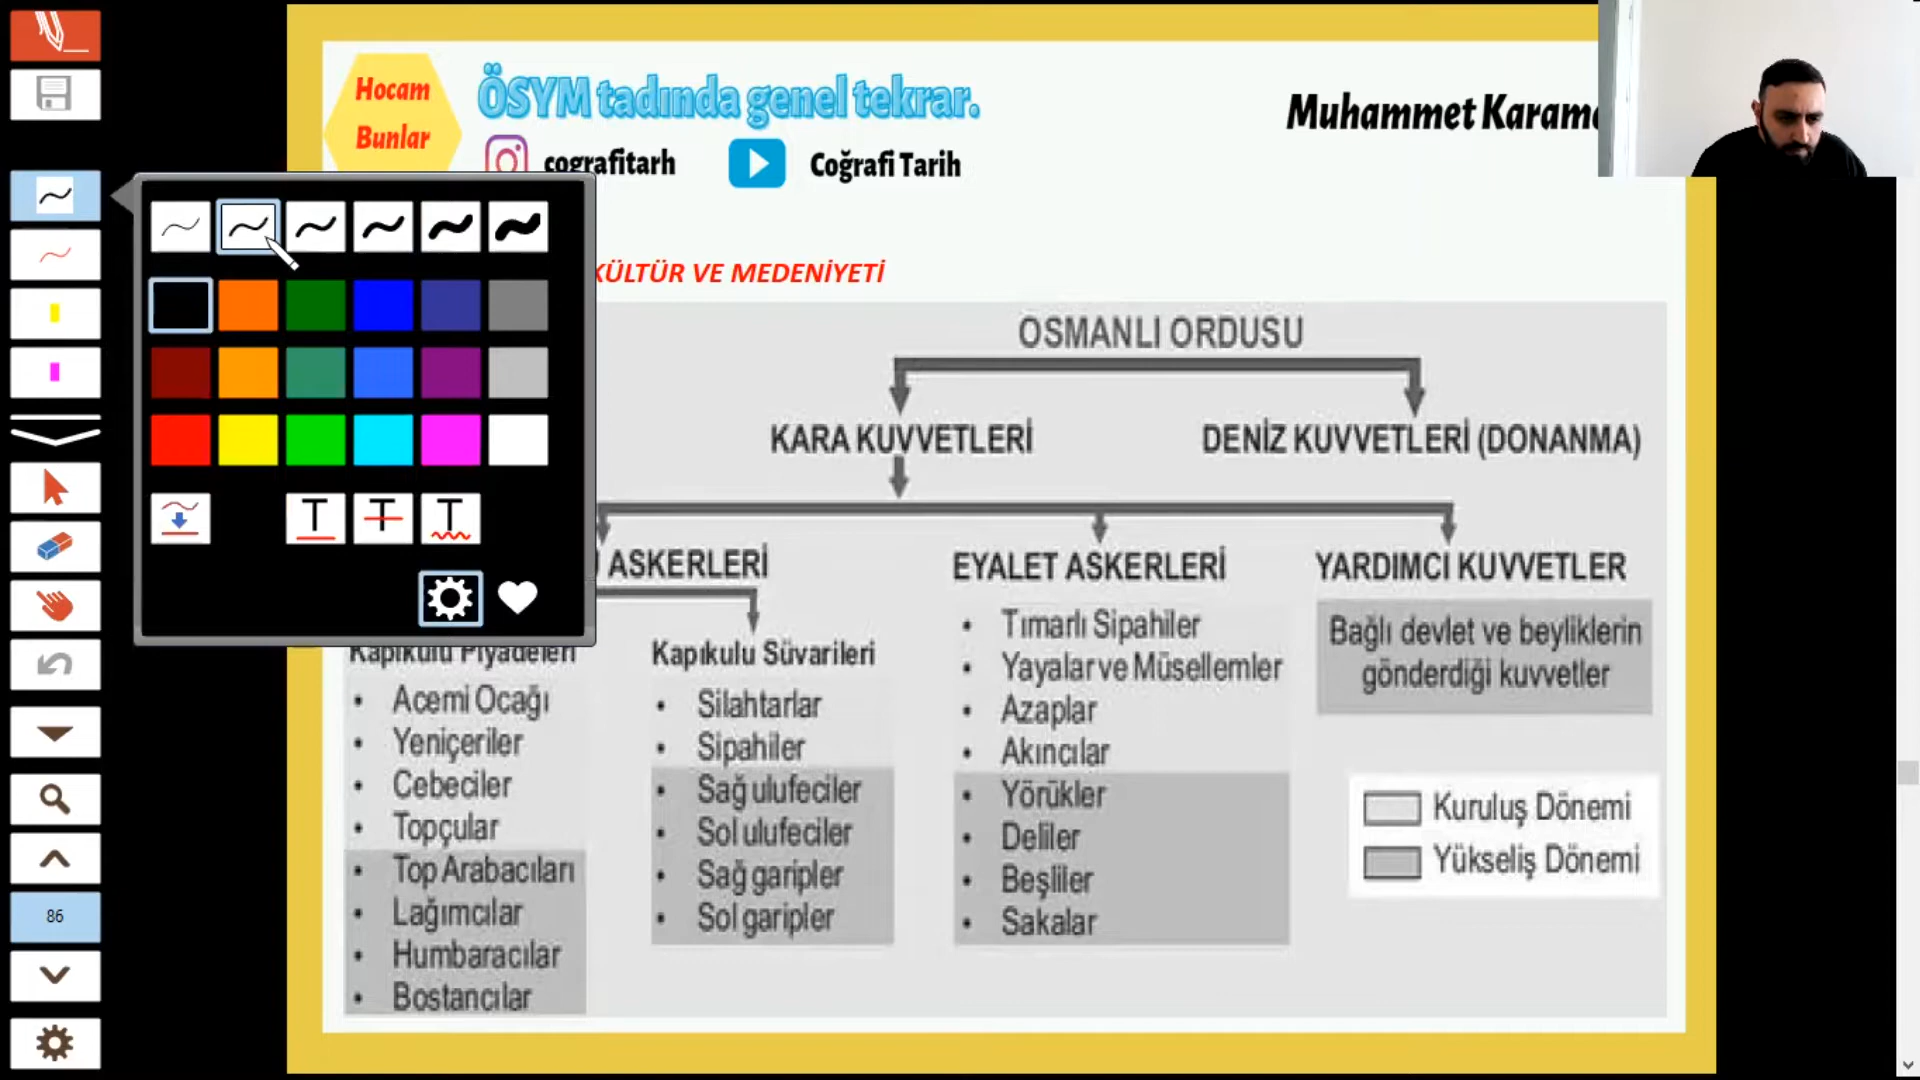 Hocam
Bunlar
ÖSYM tadında genel tekrar.
cografitarh
Coğrafi Tarih
Muhammet Karam
KÜLTÜR VE MEDENİYETİ
OSMANLI ORDUSU
KARA KUVVETLERİ
DENİZ KUVVETLERİ (DONANMA)
ASKERLERİ
EYALET ASKERLERİ
YARDIMCI KUVVETLER
Kapıkulu Piyadeleri
• Acemi Ocağı
• Yeniçeriler
• Cebeciler
• Topçular
• Top Arabacıları
• Lağımcılar
• Humbaracılar
• Bostancılar
Kapıkulu Süvarileri
• Silahtarlar
• Sipahiler
• Sağ ulufeciler
• Sol ulufeciler
• Sağ garipler
• Sol garipler
• Tımarlı Sipahiler
• Yayalar ve Müsellemler
• Azaplar
• Akıncılar
• Yörükler
• Deliler
• Beşliler
• Sakalar
Bağlı devlet ve beyliklerin
gönderdiği kuvvetler
Kuruluş Dönemi
Yükseliş Dönemi
T T T
86